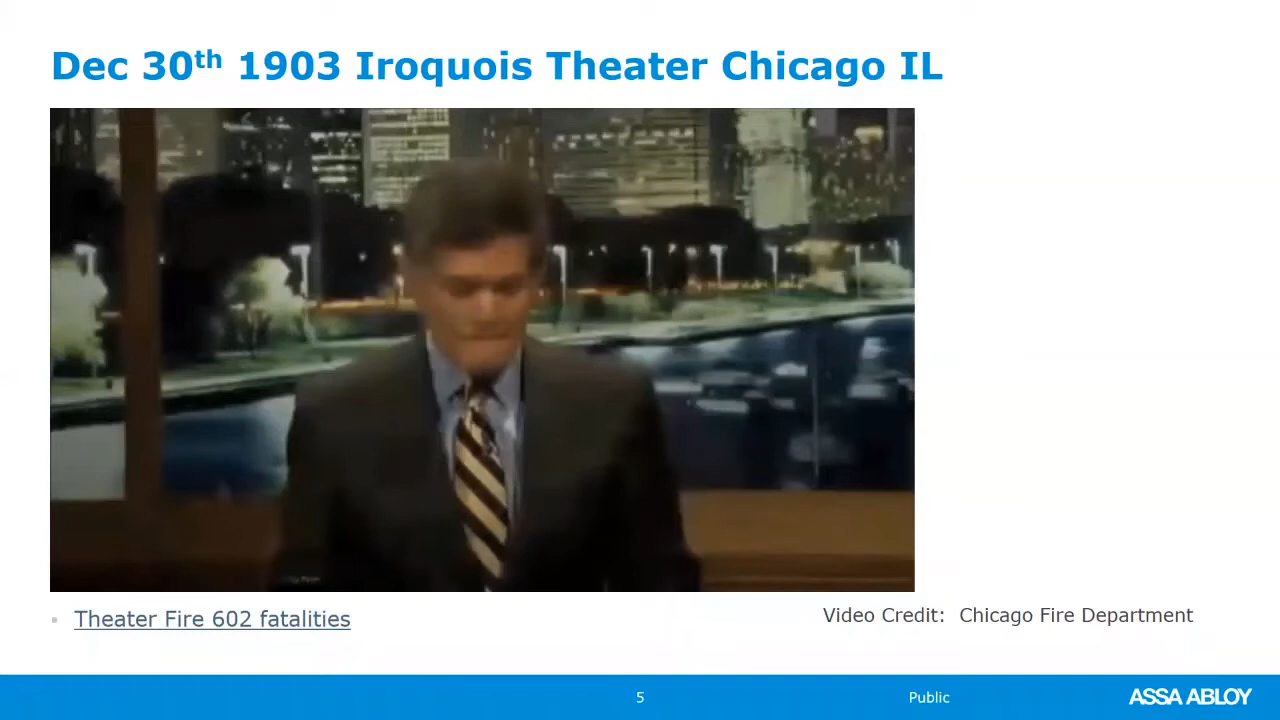 Dec 30th 1903 Iroquois Theater Chicago IL
Theater Fire 602 fatalities
Video Credit: Chicago Fire Department
5
Public
ASSA ABLOY